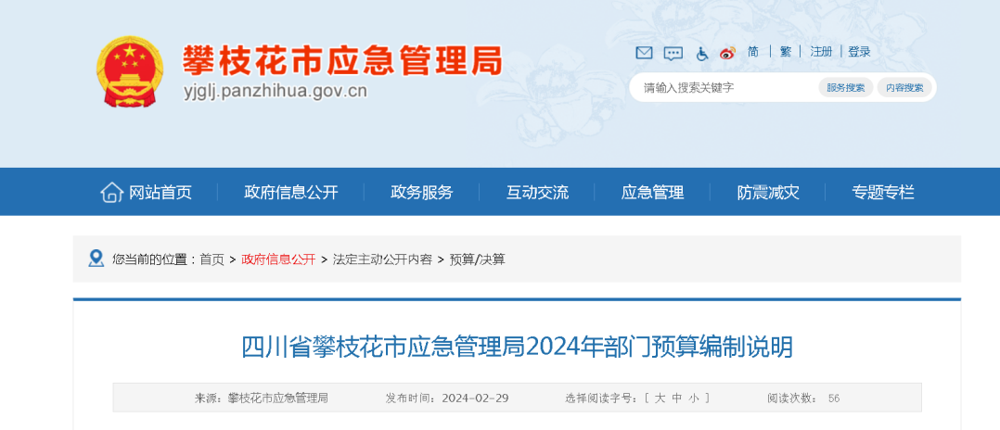 攀枝花市应急管理局
yjglj.panzhihua.gov.cn
简 | 繁 | 注册 | 登录
请输入搜索关键字 服务搜索 内容搜索
网站首页 政府信息公开 政务服务 互动交流 应急管理 防震减灾 专题专栏
您当前的位置：首页 > 政府信息公开 > 法定主动公开内容 > 预算/决算
四川省攀枝花市应急管理局2024年部门预算编制说明
来源：攀枝花市应急管理局 发布时间：2024-02-29 选择阅读字号：[ 大 中 小 ] 阅读次数： 56